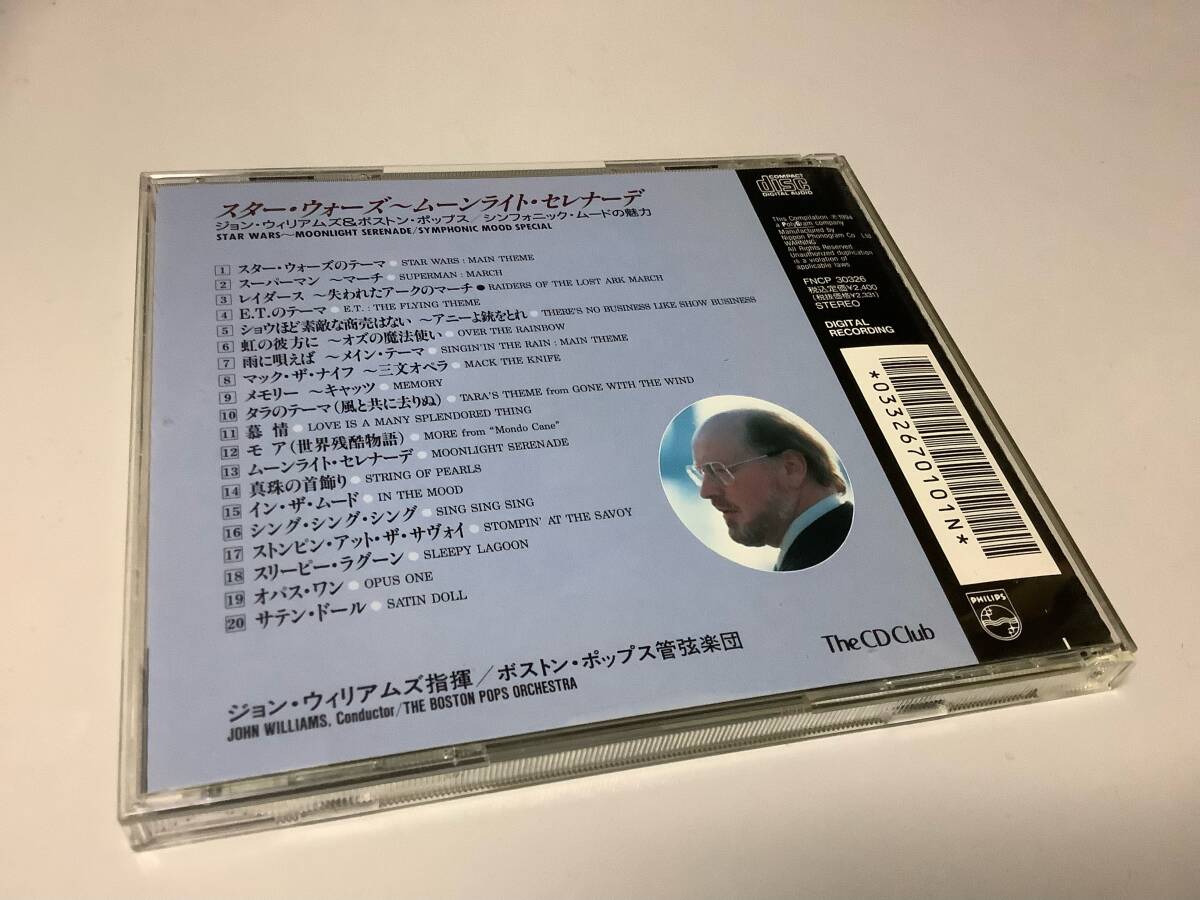 スター・ウォーズ〜ムーンライト・セレナーデ
ジョン・ウィリアムズ&ボストン・ポップス/シンフォニック・ムードの魅力
STAR WARS〜MOONLIGHT SERENADE/SYMPHONIC MOOD SPECIAL
1 スター・ウォーズのテーマ ● STAR WARS : MAIN THEME
2 スーパーマン 〜マーチ ● SUPERMAN : MARCH
3 レイダース 〜失われたアークのマーチ ● RAIDERS OF THE LOST ARK MARCH
4 E.T.のテーマ ● E.T. : THE FLYING THEME
5 ショウほど素敵な商売はない 〜アニーよ銃をとれ ● THERE'S NO BUSINESS LIKE SHOW BUSINESS
6 虹の彼方に 〜オズの魔法使い ● OVER THE RAINBOW
7 雨に唄えば 〜メイン・テーマ ● SINGIN'IN THE RAIN : MAIN THEME
8 マック・ザ・ナイフ 〜三文オペラ ● MACK THE KNIFE
9 メモリー 〜キャッツ ● MEMORY
10 タラのテーマ(風と共に去りぬ) ● TARA'S THEME from GONE WITH THE WIND
11 慕情 ● LOVE IS A MANY SPLENDORED THING
12 モア(世界残酷物語) ● MORE from "Mondo Cane"
13 ムーンライト・セレナーデ ● MOONLIGHT SERENADE
14 真珠の首飾り ● STRING OF PEARLS
15 イン・ザ・ムード ● IN THE MOOD
16 シング・シング・シング ● SING SING SING
17 ストンピン・アット・ザ・サヴォイ ● STOMPIN' AT THE SAVOY
18 スリーピー・ラグーン ● SLEEPY LAGOON
19 オパス・ワン ● OPUS ONE
20 サテン・ドール ● SATIN DOLL
ジョン・ウィリアムズ指揮/ボストン・ポップス管弦楽団
JOHN WILLIAMS, Conductor/THE BOSTON POPS ORCHESTRA
The CD Club
COMPACT
disc
DIGITAL AUDIO
This Compilation ℗ 1994
a PolyGram company
Manufactured by
Nippon Phonogram Co., Ltd.
WARNING
All Rights Reserved.
Unauthorized duplication
is a violation of
applicable laws
FNCP 30326
税込定価¥2,400
(税抜価格¥2,331)
STEREO
DIGITAL
RECORDING
*0332670101N*
PHILIPS